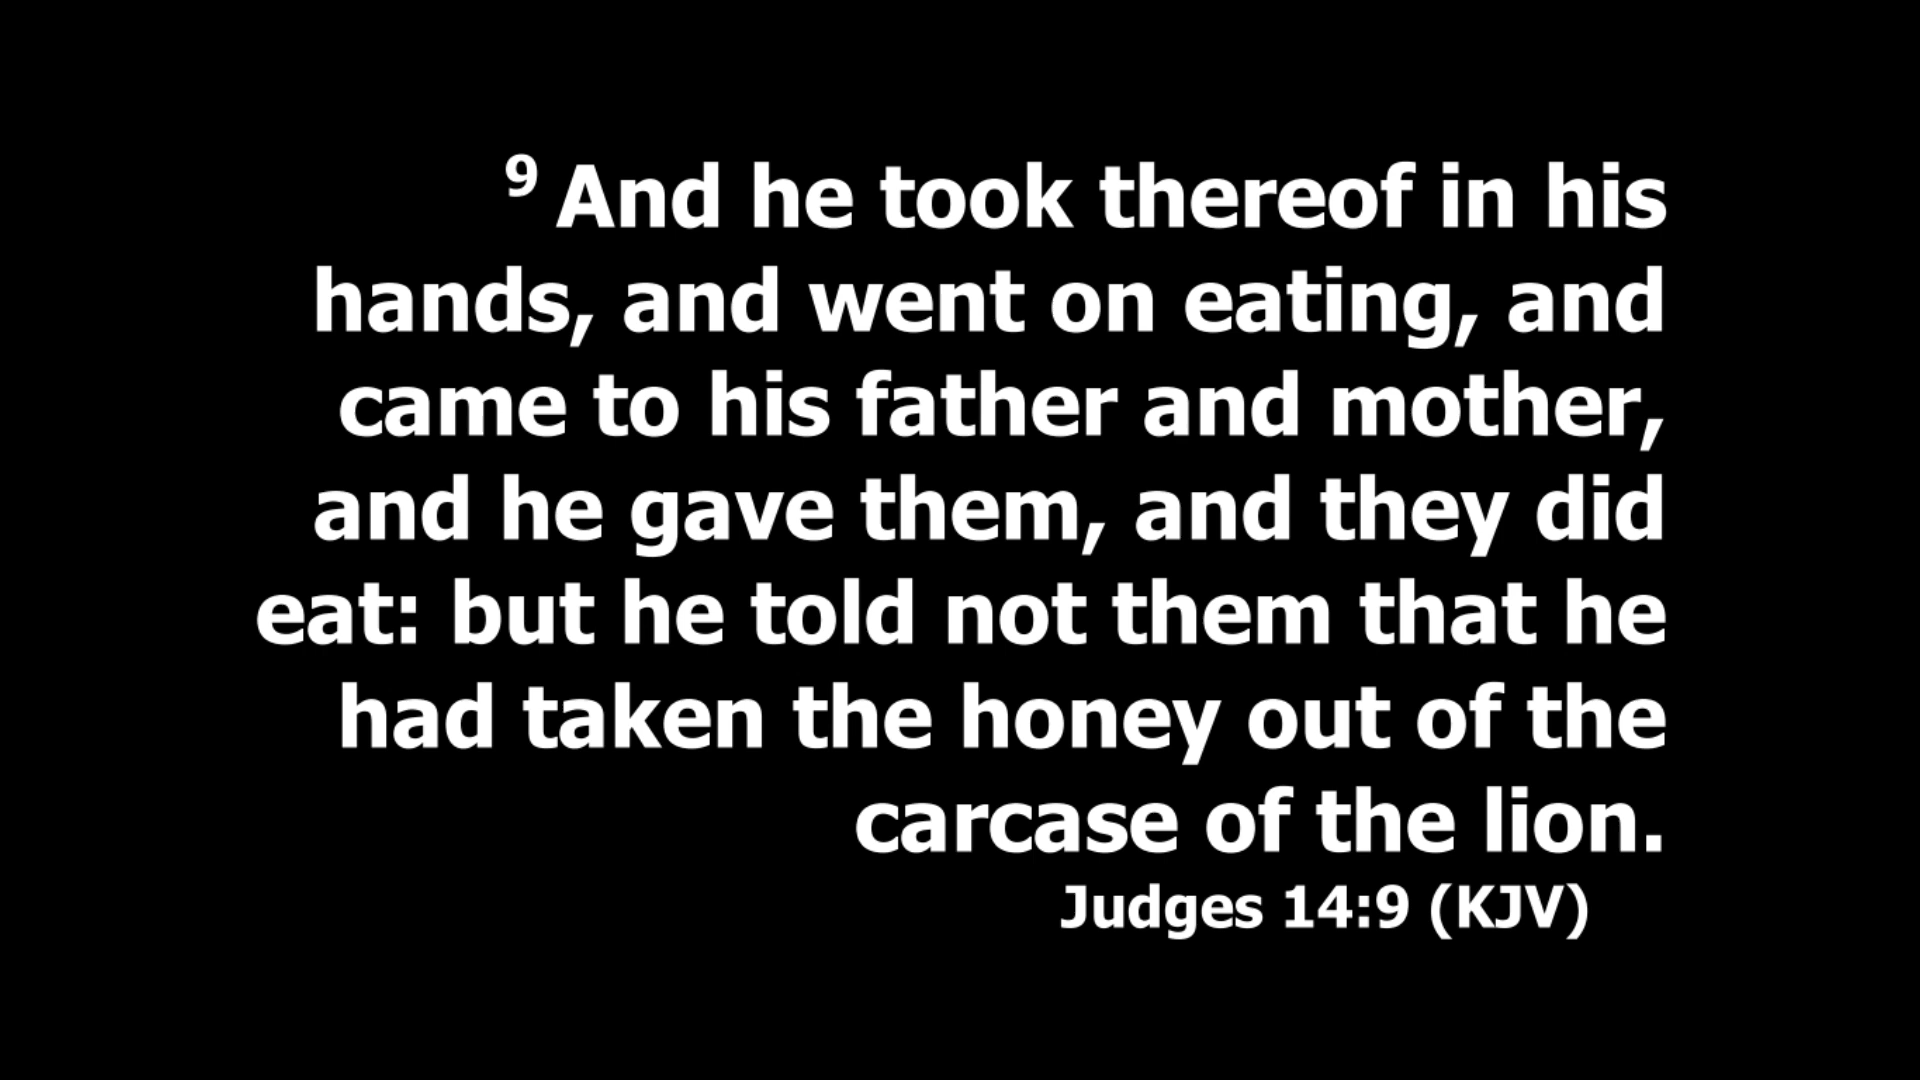 ⁹ And he took thereof in his
hands, and went on eating, and
came to his father and mother,
and he gave them, and they did
eat: but he told not them that he
had taken the honey out of the
carcase of the lion.
Judges 14:9 (KJV)